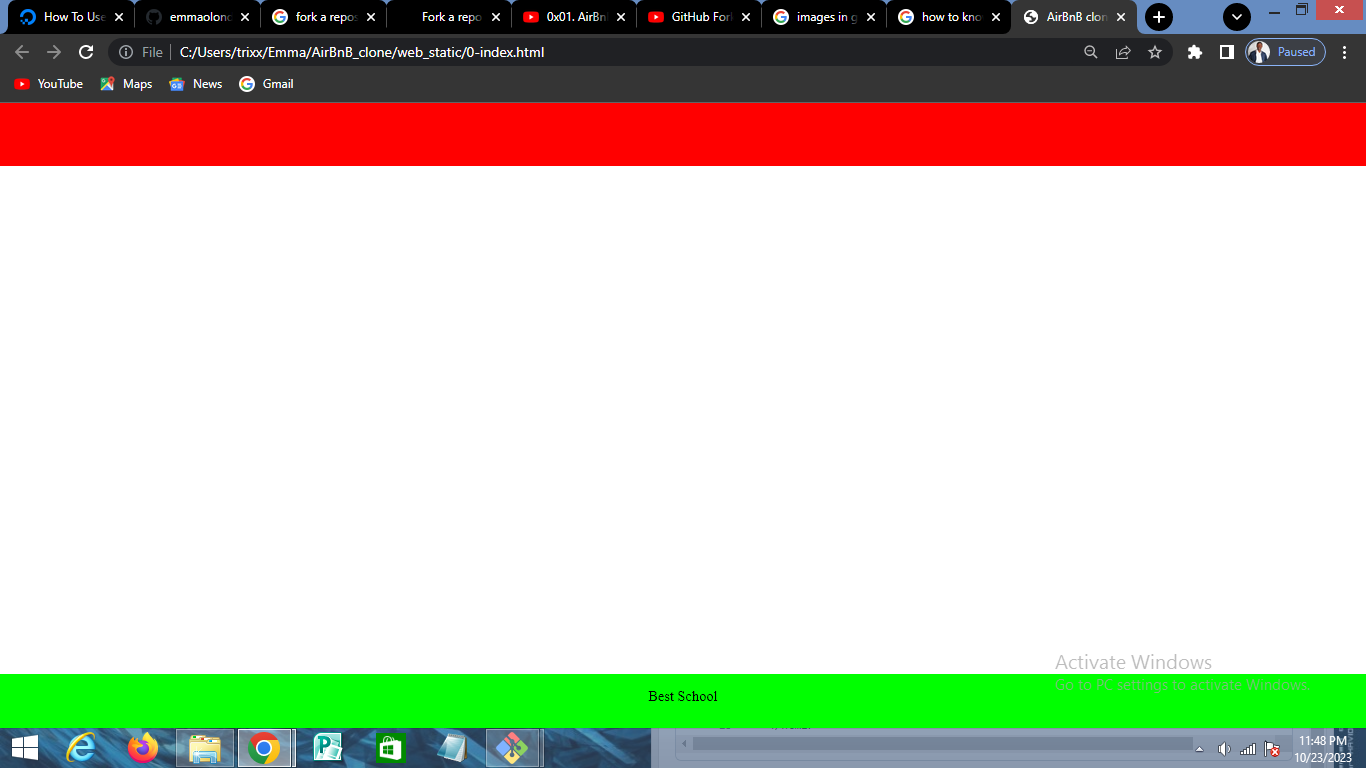 How To Use
emmaolono
fork a repos
Fork a repo
0x01. AirBn
GitHub For
images in g
how to kno
AirBnB clon
File
C:/Users/trixx/Emma/AirBnB_clone/web_static/0-index.html
Paused
YouTube
Maps
News
Gmail
Activate Windows
Go to PC settings to activate Windows.
Best School
11:48 PM
10/23/2023